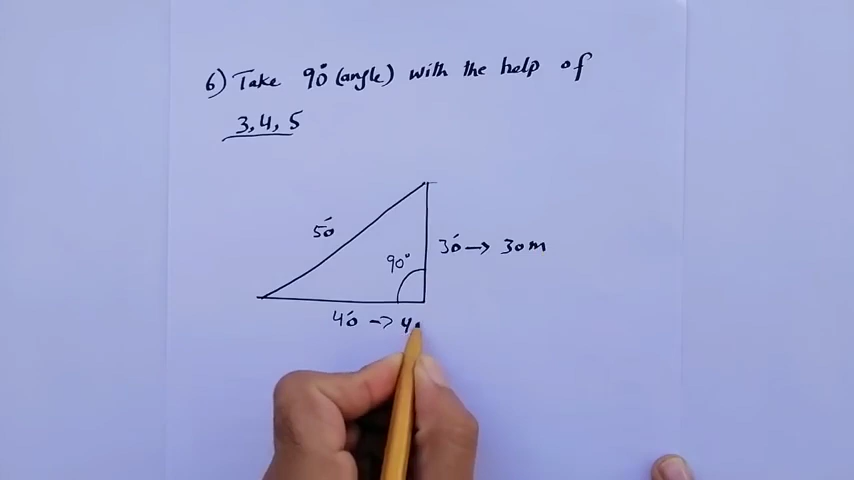 6) Take 90° (angle) with the help of
3, 4, 5
50'
90°
30' → 30m
40' → 4